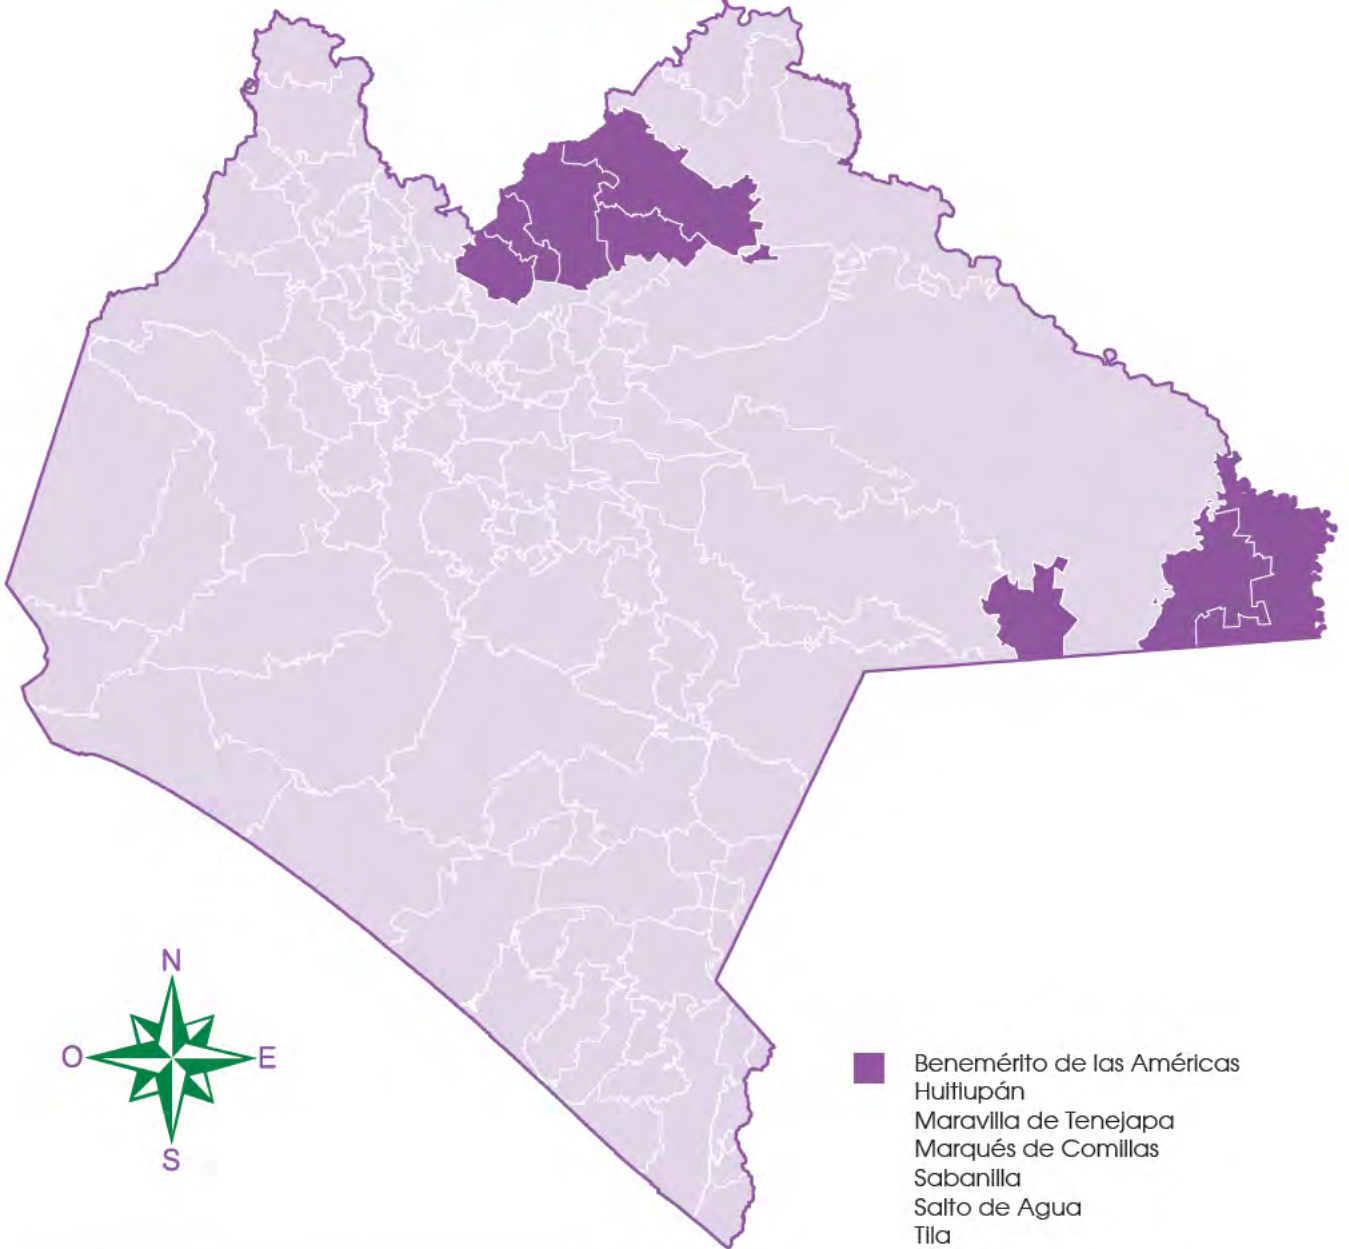 N
O
E
S
Benemérito de las Américas
Huitiupán
Maravilla de Tenejapa
Marqués de Comillas
Sabanilla
Salto de Agua
Tila